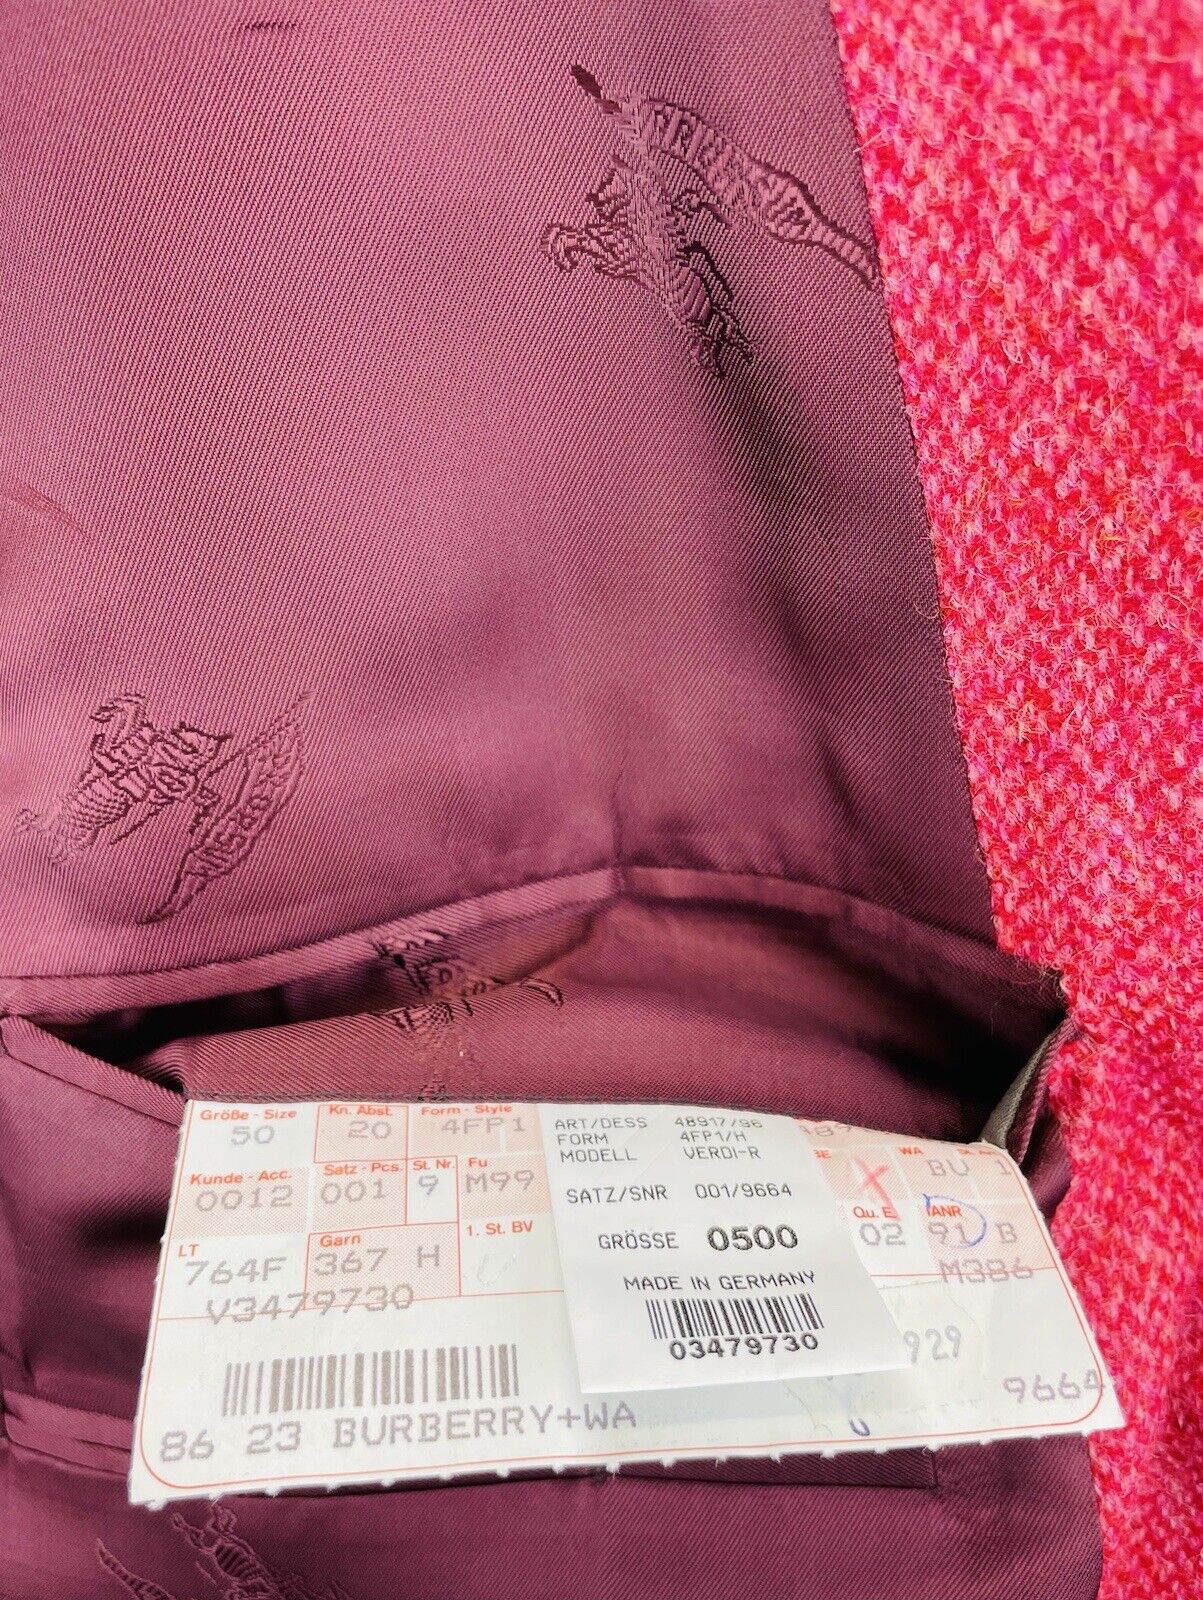 Größe - Size Kn. Abst. Form - Style
50 20 4FP1
Kunde - Acc. Satz - Pcs. St. Nr. Fu
0012 001 9 M99
LT Garn 1. St. BV
764F 367 H
V3479730
86 23 BURBERRY+WA
ART/DESS 48917/96
FORM 4FP1/H
MODELL VERDI-R
SATZ/SNR 001/9664
GRÖSSE 0500
MADE IN GERMANY
03479730
WA
BU 1
Qu. E. ANR
02 91 B
M386
929
9664
PRORSUM